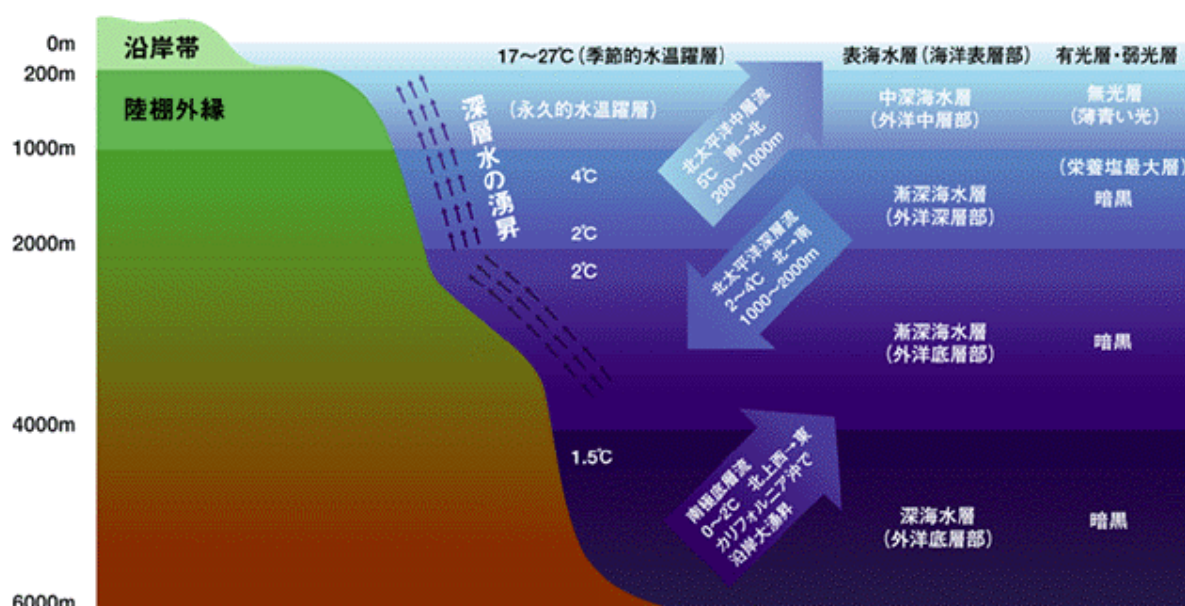 0m
200m
1000m
2000m
4000m
6000m
沿岸帯
陸棚外縁
深層水の湧昇
17〜27℃(季節的水温躍層)
(永久的水温躍層)
4℃
2℃
2℃
1.5℃
北太平洋中層流
5℃ 南→北
200〜1000m
北太平洋深層流
2〜4℃ 北→南
1000〜2000m
南極底層流
0〜2℃ 北上西→東
カリフォルニア沖で
沿岸大湧昇
表海水層(海洋表層部)
中深海水層
(外洋中層部)
漸深海水層
(外洋深層部)
漸深海水層
(外洋底層部)
深海水層
(外洋底層部)
有光層・弱光層
無光層
(薄青い光)
(栄養塩最大層)
暗黒
暗黒
暗黒